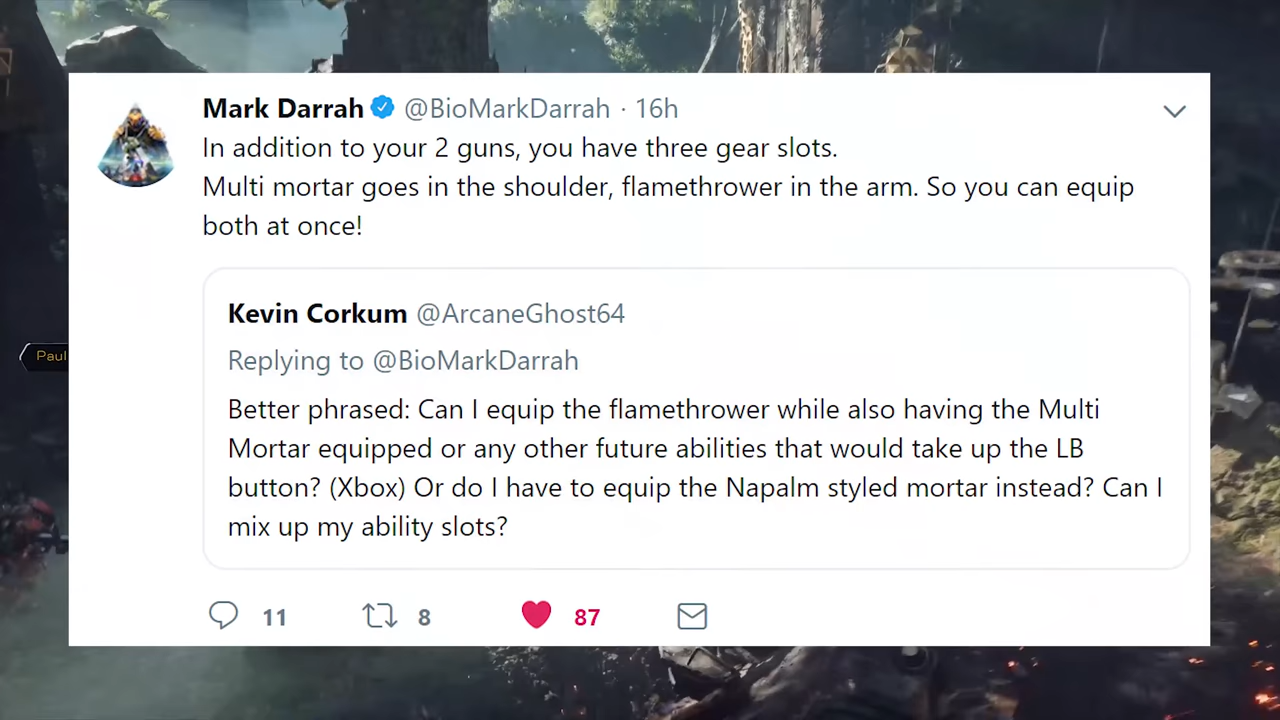 Mark Darrah @BioMarkDarrah · 16h
In addition to your 2 guns, you have three gear slots.
Multi mortar goes in the shoulder, flamethrower in the arm. So you can equip
both at once!
Kevin Corkum @ArcaneGhost64
Replying to @BioMarkDarrah
Paul
Better phrased: Can I equip the flamethrower while also having the Multi
Mortar equipped or any other future abilities that would take up the LB
button? (Xbox) Or do I have to equip the Napalm styled mortar instead? Can I
mix up my ability slots?
11 8 87